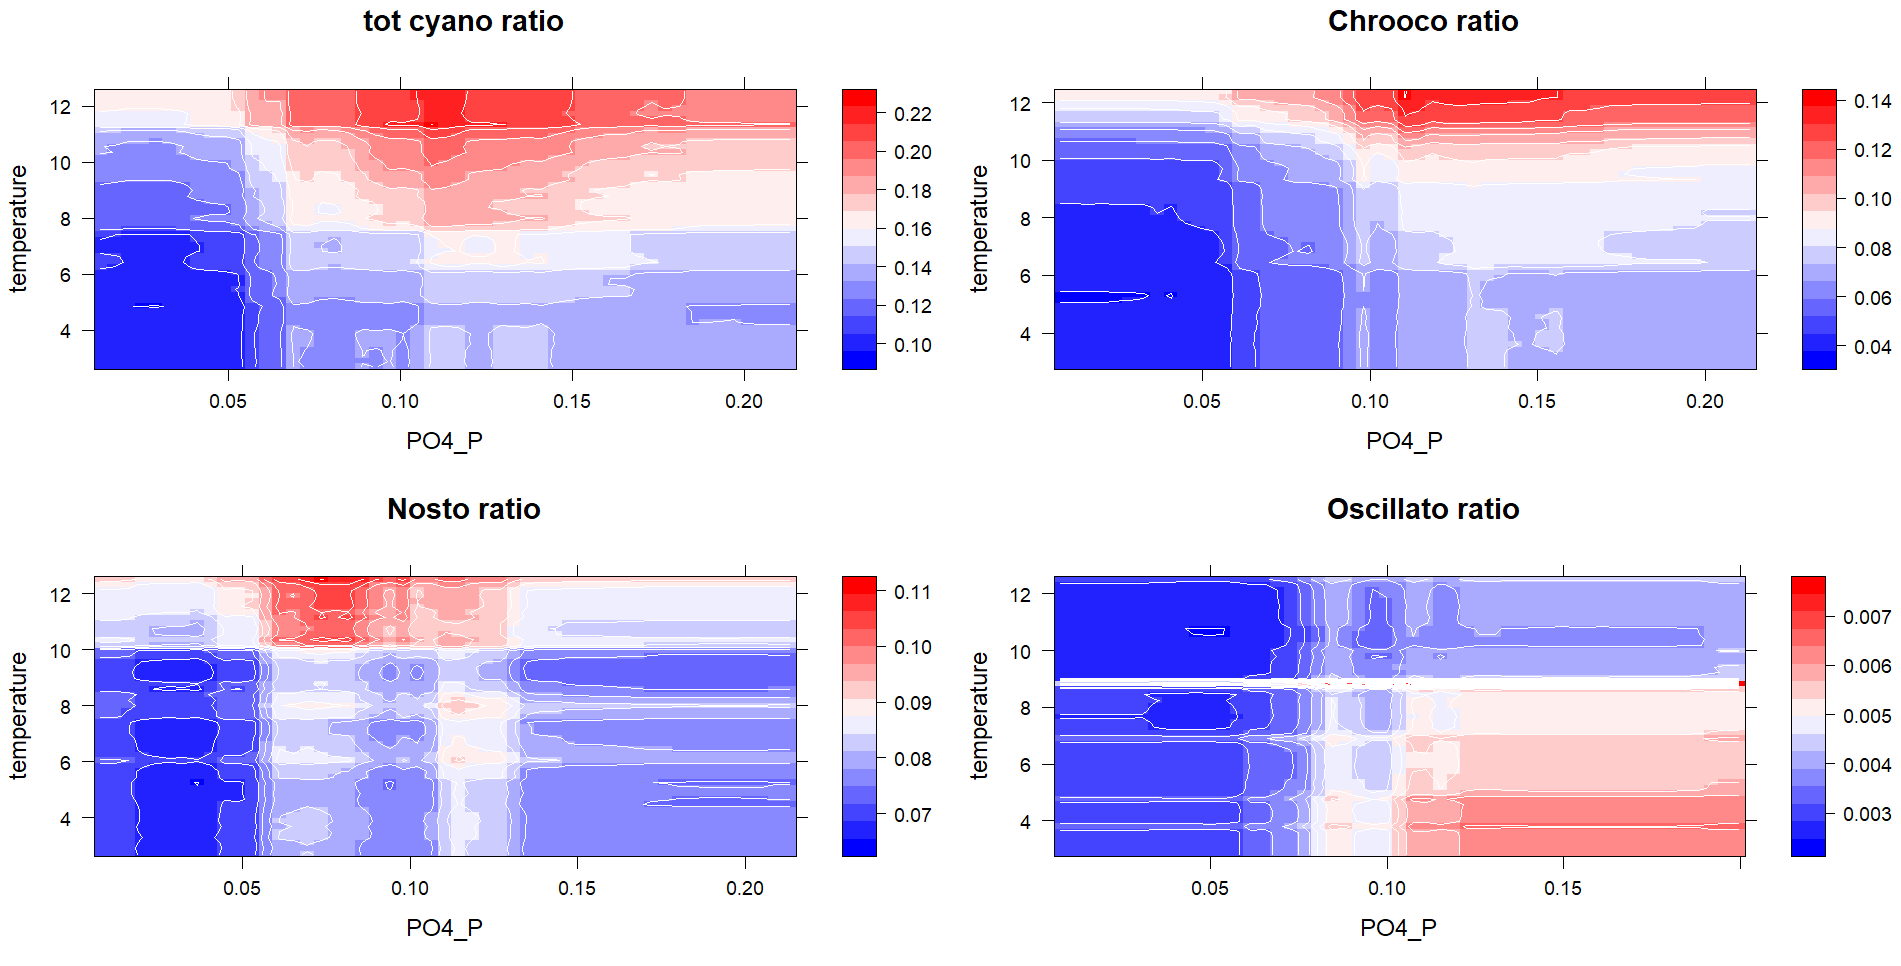 tot cyano ratio
temperature
12
10
8
6
4
0.05 0.10 0.15 0.20
PO4_P
0.22
0.20
0.18
0.16
0.14
0.12
0.10
Chrooco ratio
temperature
12
10
8
6
4
0.05 0.10 0.15 0.20
PO4_P
0.14
0.12
0.10
0.08
0.06
0.04
Nosto ratio
temperature
12
10
8
6
4
0.05 0.10 0.15 0.20
PO4_P
0.11
0.10
0.09
0.08
0.07
Oscillato ratio
temperature
12
10
8
6
4
0.05 0.10 0.15
PO4_P
0.007
0.006
0.005
0.004
0.003